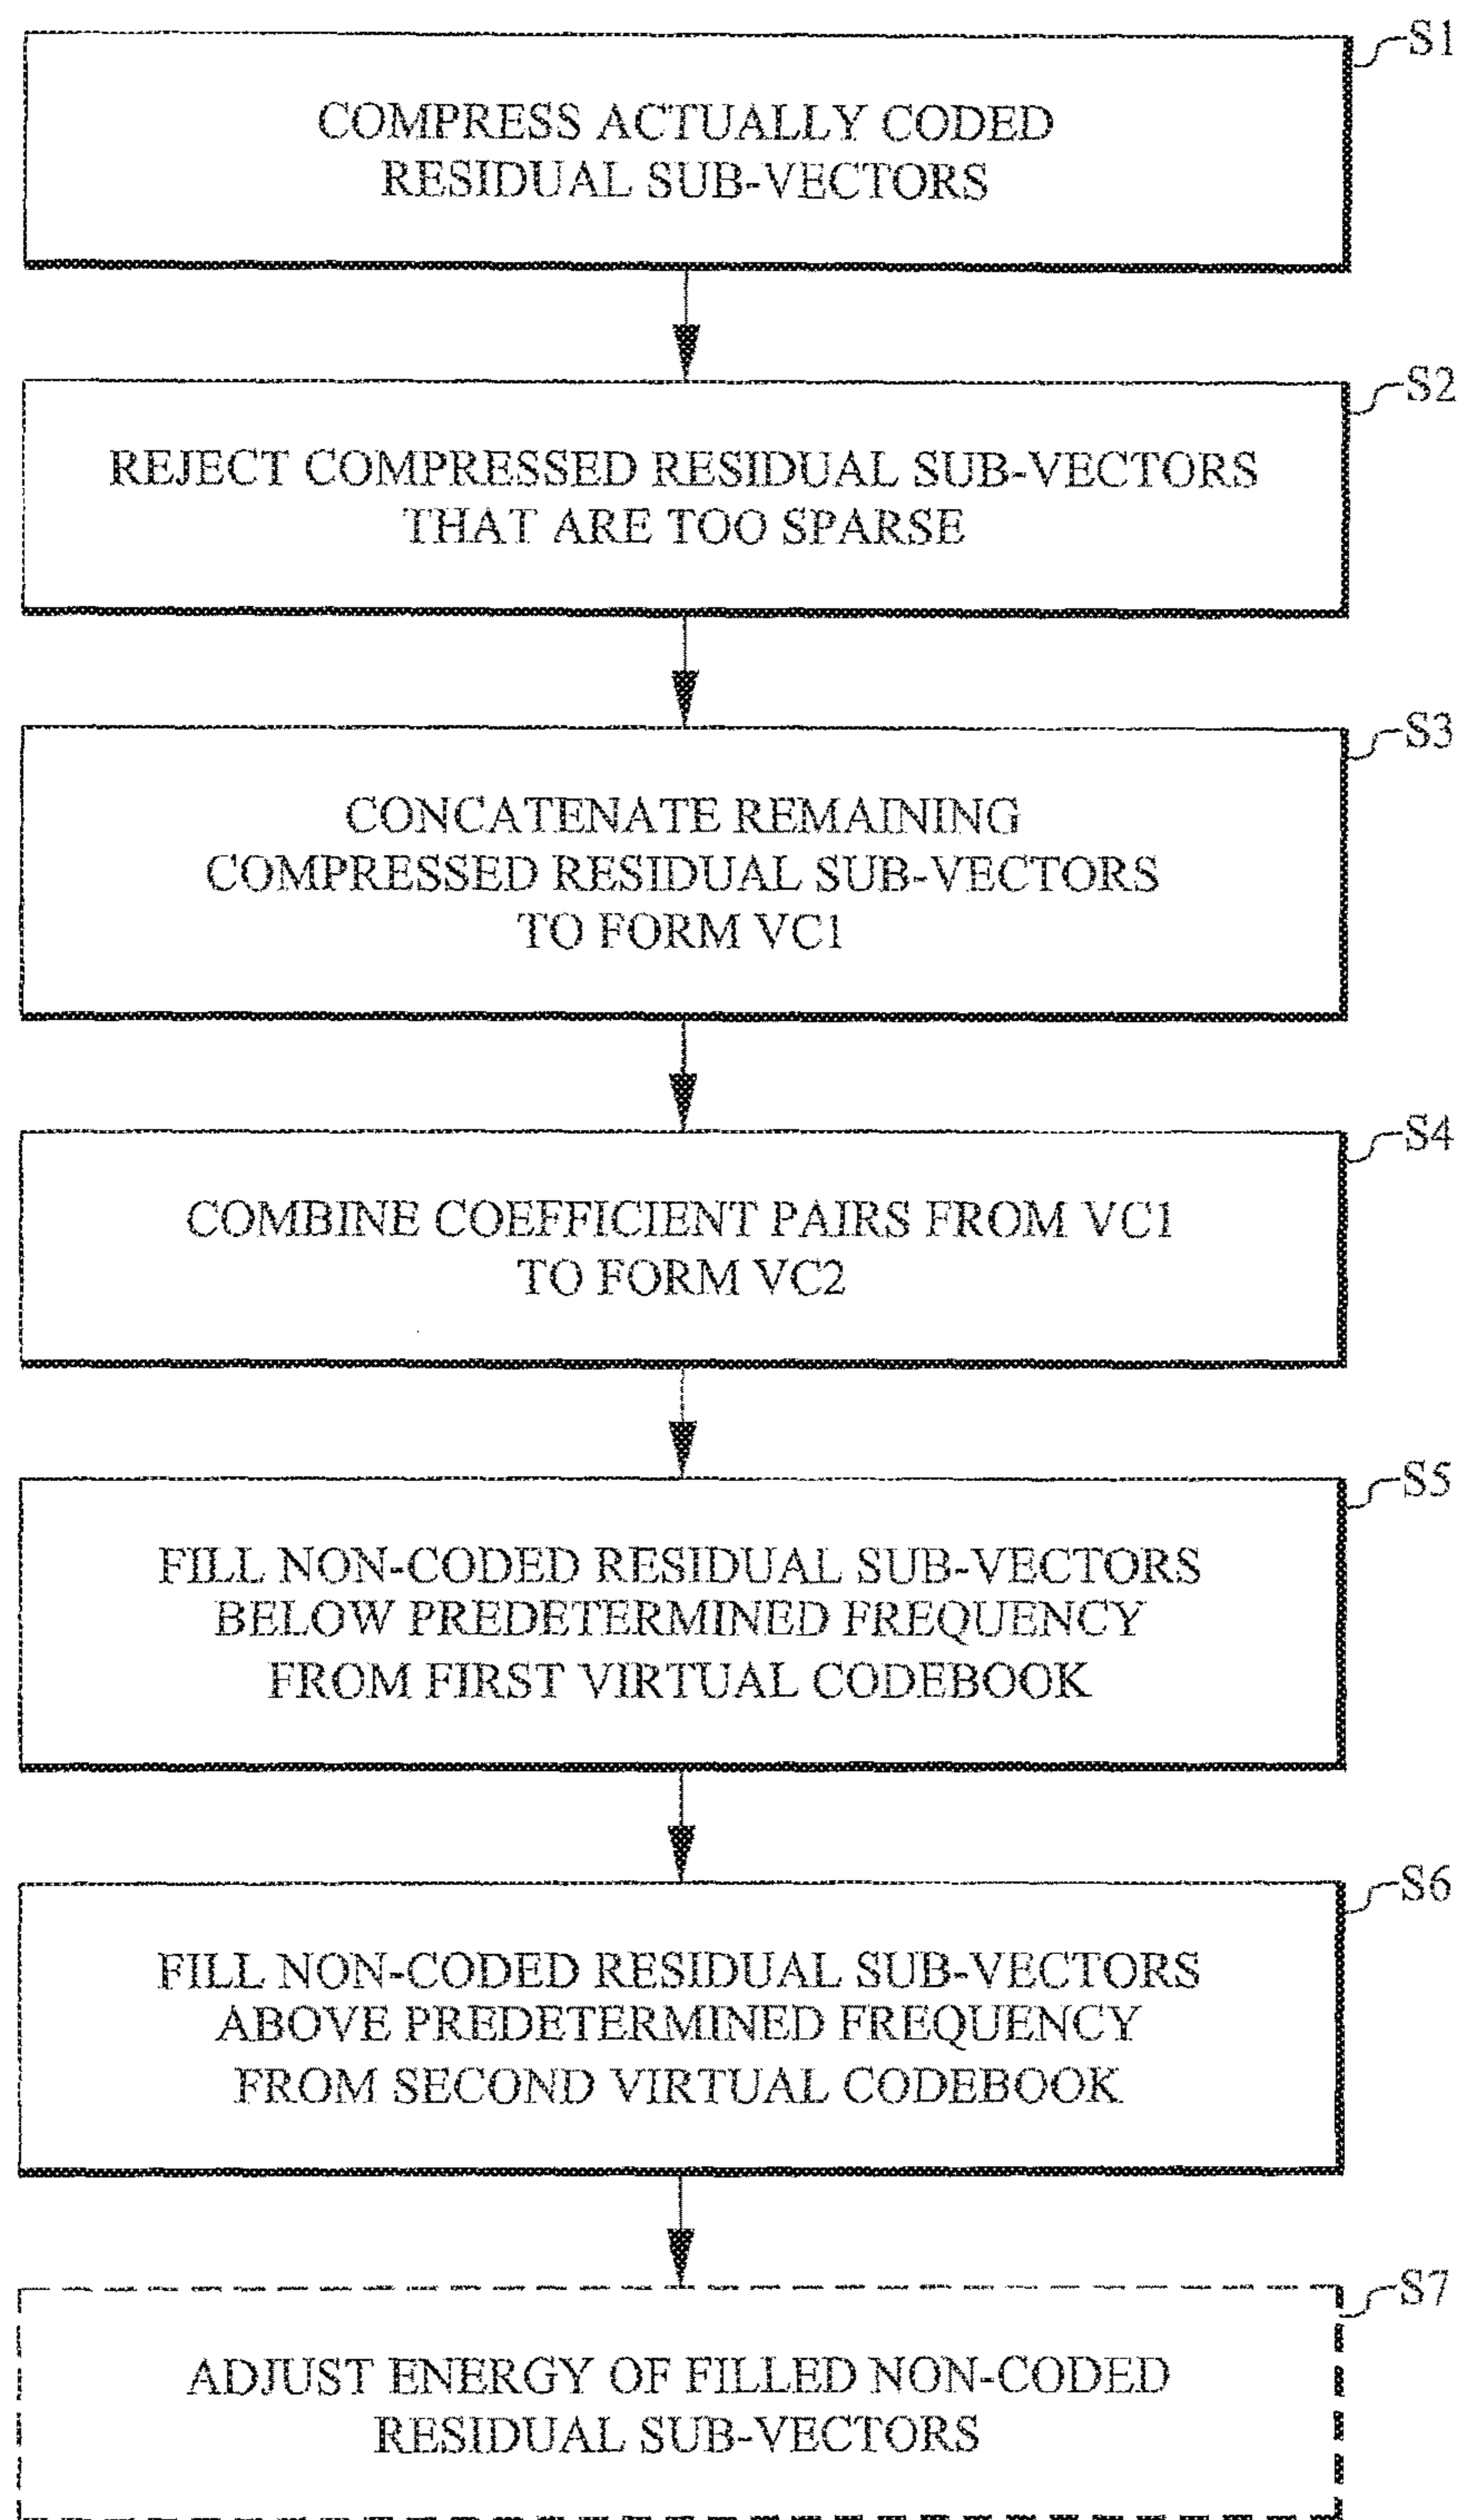 S1
COMPRESS ACTUALLY CODED
RESIDUAL SUB-VECTORS
S2
REJECT COMPRESSED RESIDUAL SUB-VECTORS
THAT ARE TOO SPARSE
S3
CONCATENATE REMAINING
COMPRESSED RESIDUAL SUB-VECTORS
TO FORM VC1
S4
COMBINE COEFFICIENT PAIRS FROM VC1
TO FORM VC2
S5
FILL NON-CODED RESIDUAL SUB-VECTORS
BELOW PREDETERMINED FREQUENCY
FROM FIRST VIRTUAL CODEBOOK
S6
FILL NON-CODED RESIDUAL SUB-VECTORS
ABOVE PREDETERMINED FREQUENCY
FROM SECOND VIRTUAL CODEBOOK
S7
ADJUST ENERGY OF FILLED NON-CODED
RESIDUAL SUB-VECTORS